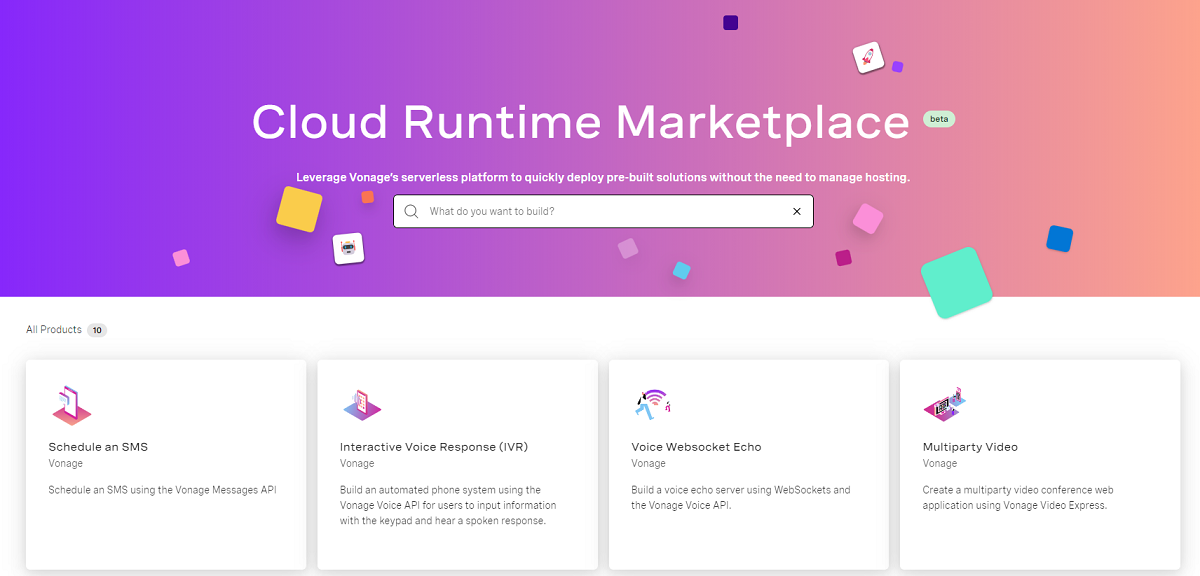 Cloud Runtime Marketplace beta
Leverage Vonage's serverless platform to quickly deploy pre-built solutions without the need to manage hosting.
What do you want to build?
All Products 10
Schedule an SMS
Vonage
Schedule an SMS using the Vonage Messages API
Interactive Voice Response (IVR)
Vonage
Build an automated phone system using the
Vonage Voice API for users to input information
with the keypad and hear a spoken response.
Voice Websocket Echo
Vonage
Build a voice echo server using WebSockets and
the Vonage Voice API.
Multiparty Video
Vonage
Create a multiparty video conference web
application using Vonage Video Express.